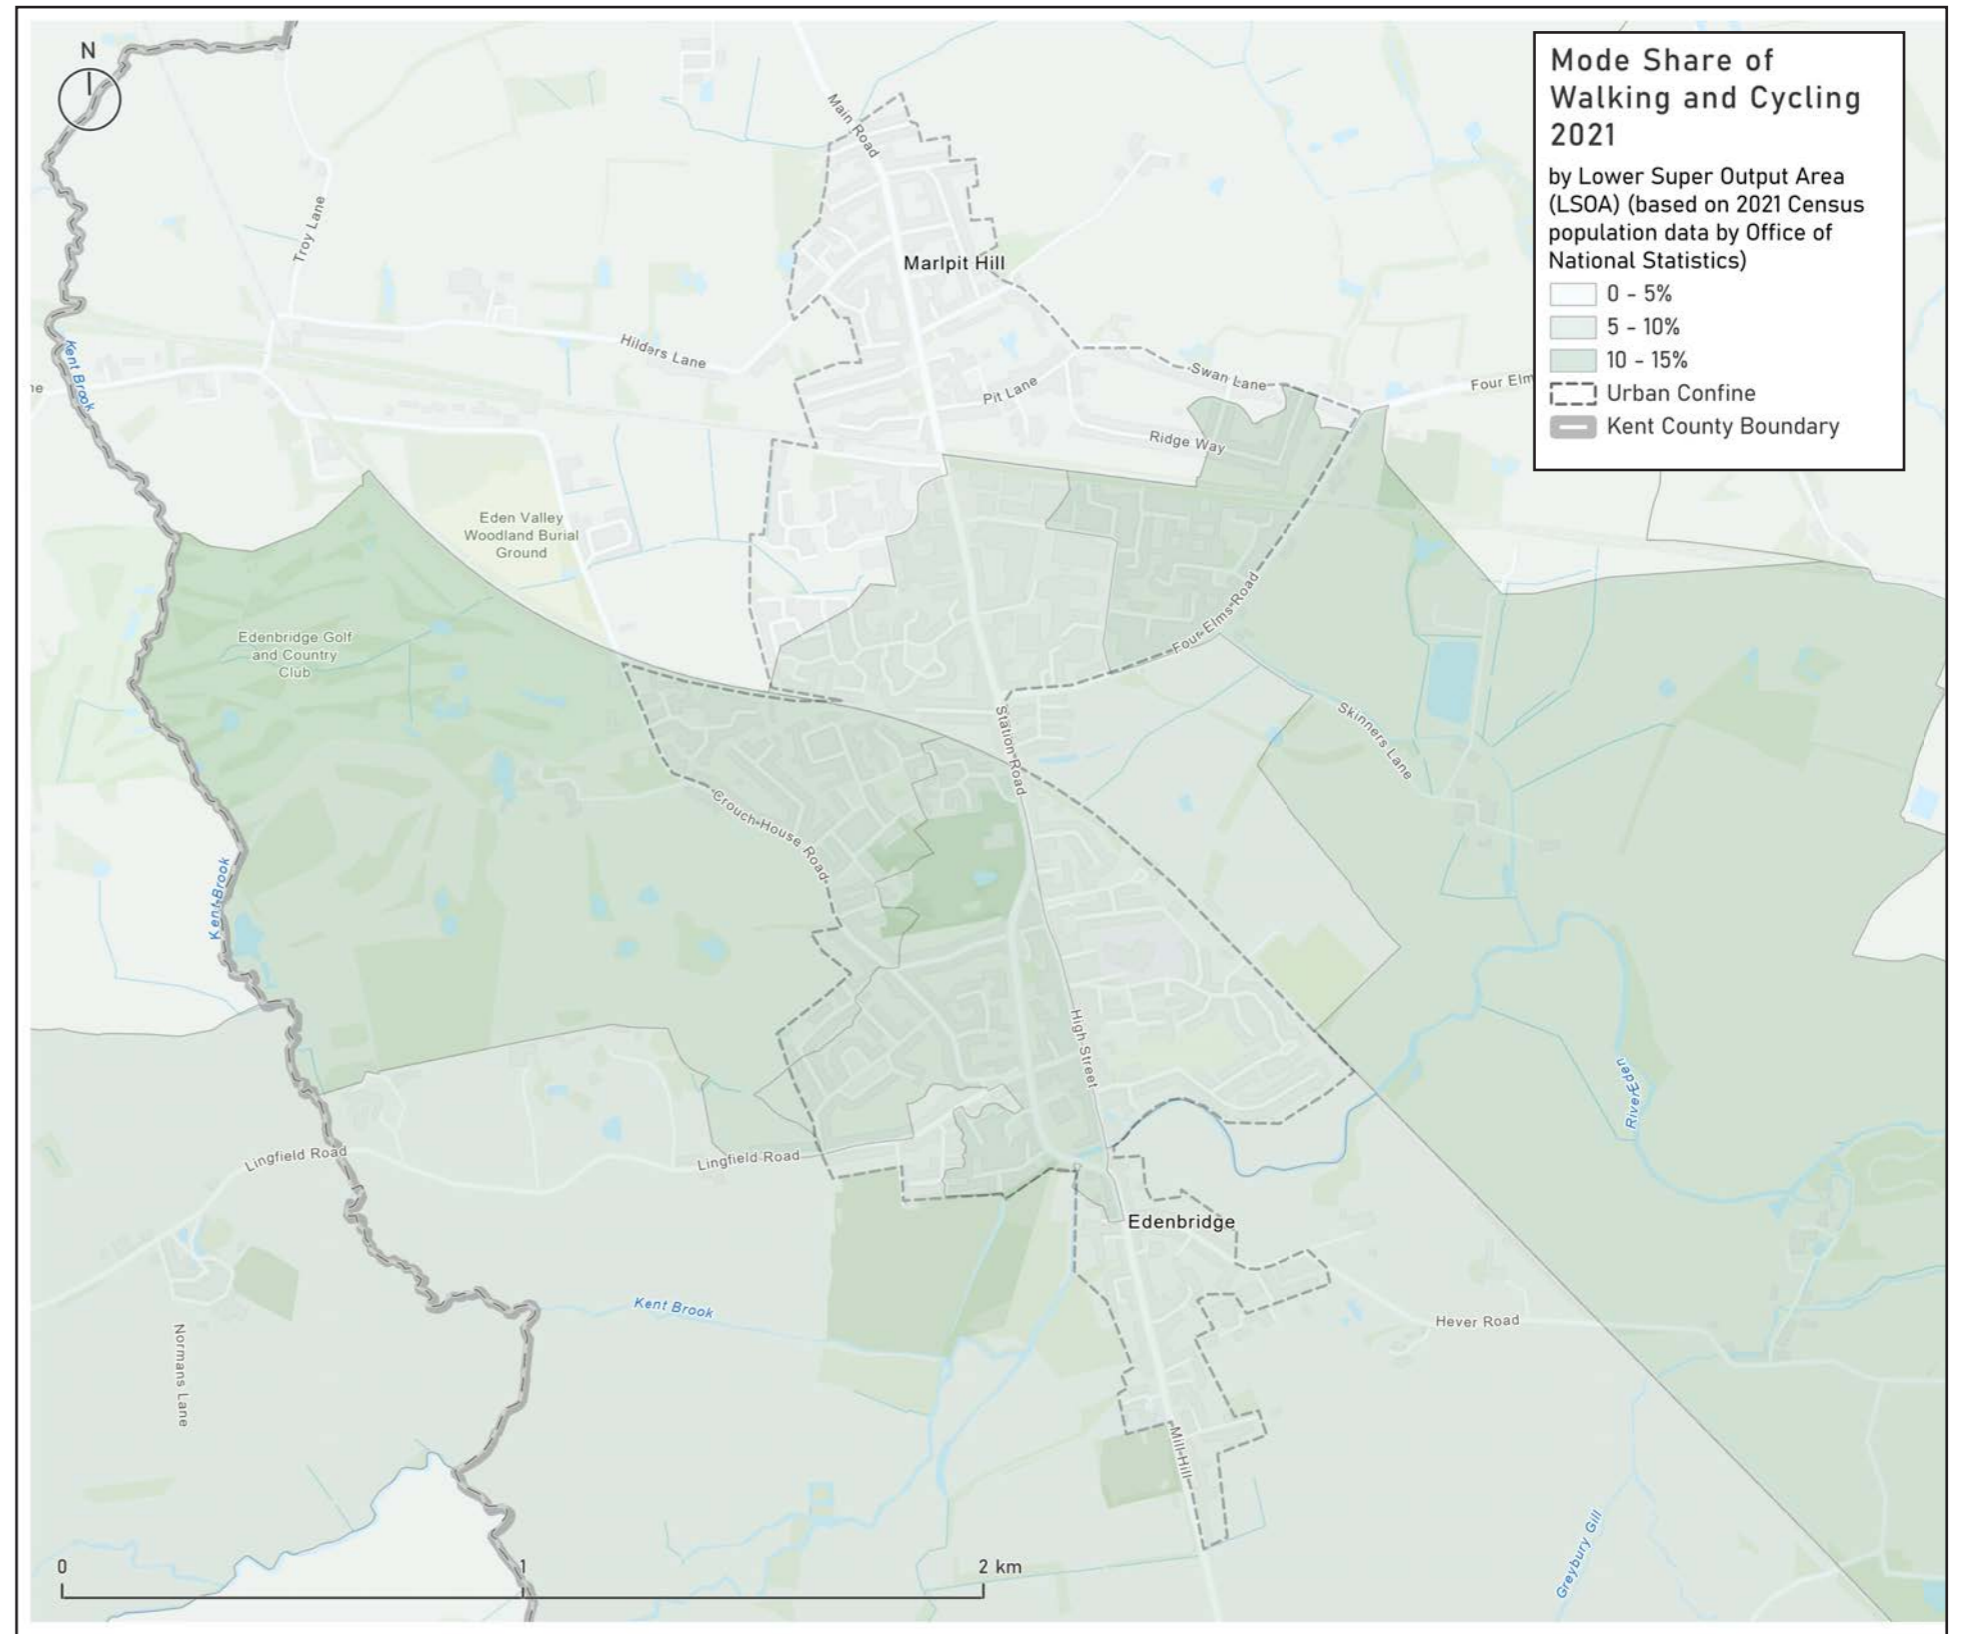 N
Mode Share of
Walking and Cycling
2021
by Lower Super Output Area
(LSOA) (based on 2021 Census
population data by Office of
National Statistics)
0 - 5%
5 - 10%
10 - 15%
Urban Confine
Kent County Boundary
Main Road
Troy Lane
Marlpit Hill
Kent Brook
Hilders Lane
Swan Lane
Four Elm
Pit Lane
Ridge Way
Eden Valley
Woodland Burial
Ground
Edenbridge Golf
and Country
Club
Four Elms Road
Station Road
Skinners Lane
Crouch House Road
Kent Brook
High Street
River Eden
Lingfield Road
Lingfield Road
Edenbridge
Kent Brook
Hever Road
Normans Lane
Mill Hill
Greybury Gill
0
1
2 km